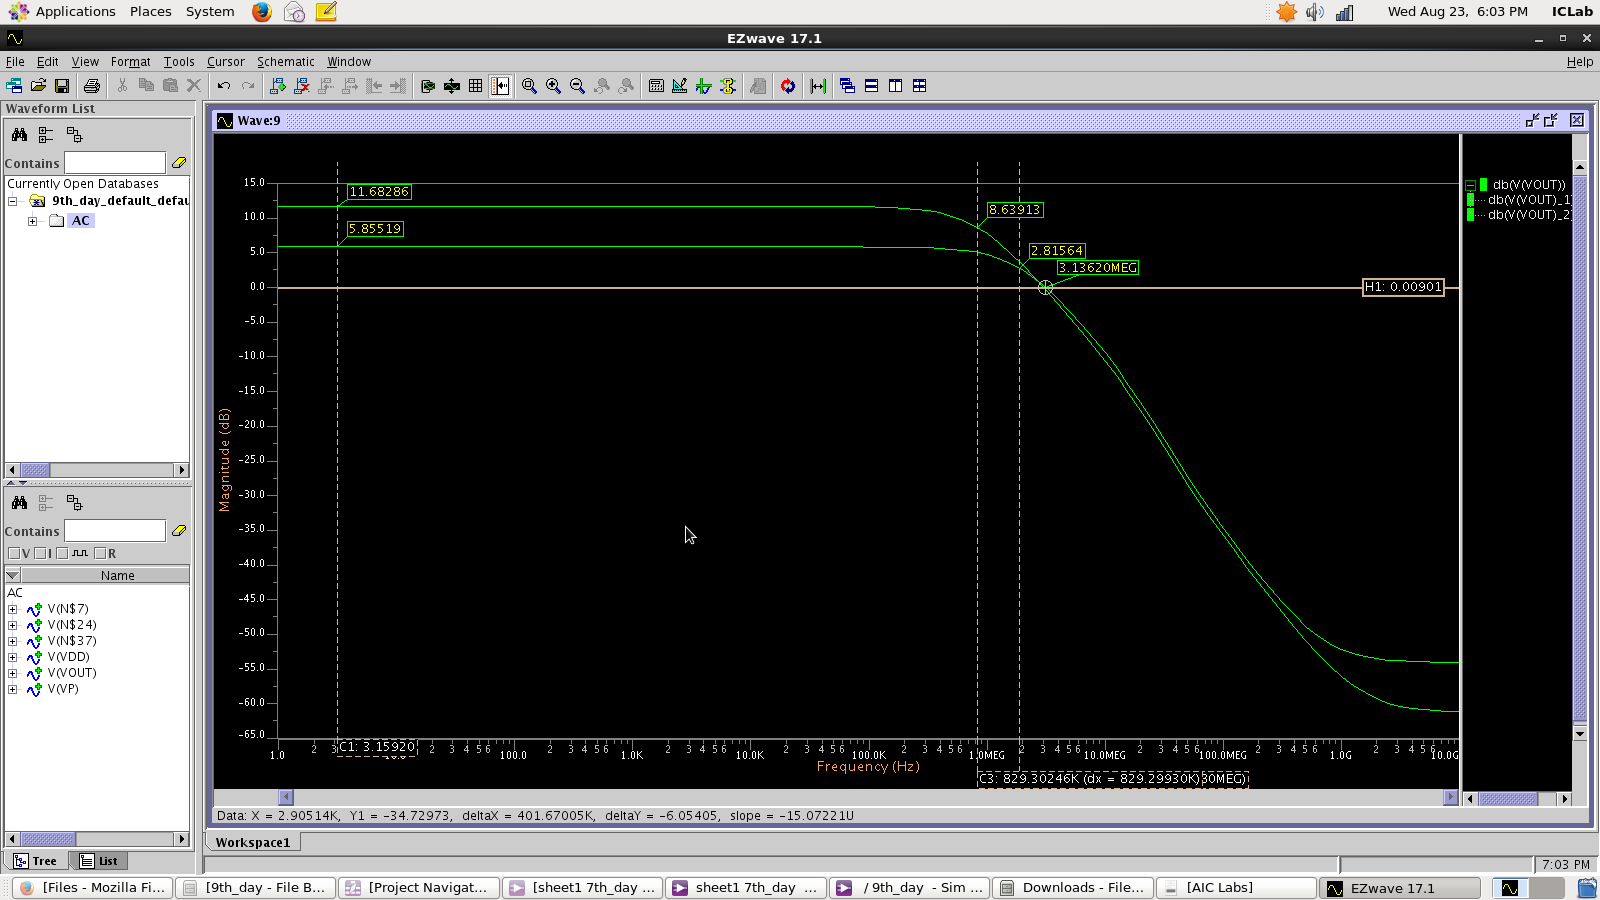 Applications Places System Wed Aug 23, 6:03 PM ICLab
EZwave 17.1
File Edit View Format Tools Cursor Schematic Window Help
Waveform List
Contains
Currently Open Databases
9th_day_default_defau
AC
Contains
V I R
Name
AC
V(N$7)
V(N$24)
V(N$37)
V(VDD)
V(VOUT)
V(VP)
Tree List
Wave:9
15.0
10.0
5.0
0.0
-5.0
-10.0
-15.0
-20.0
-25.0
-30.0
-35.0
-40.0
-45.0
-50.0
-55.0
-60.0
-65.0
Magnitude (dB)
11.68286
5.85519
8.63913
2.81564
3.13620MEG
H1: 0.00901
db(V(VOUT))
db(V(VOUT)_1
db(V(VOUT)_2
2 3 2 3 4 5 6 2 3 4 5 6 2 3 4 5 6 2 3 4 5 6 2 3 4 5 6 2 3 4 5 6 2 3 4 5 6 2 3 4 5 6 2 4 5 6
C1: 3.15920
1.0 100.0 1.0K 10.0K 100.0K 1.0MEG 10.0MEG 100.0MEG 1.0G 10.0G
Frequency (Hz)
C3: 829.30246K (dx = 829.29930K) 30MEG)
Data: X = 2.90514K, Y1 = -34.72973, deltaX = 401.67005K, deltaY = -6.05405, slope = -15.07221U
Workspace1
7:03 PM
[Files - Mozilla Fi... [9th_day - File B... [Project Navigat... [sheet1 7th_day ... sheet1 7th_day ... / 9th_day - Sim ... Downloads - File... [AIC Labs] EZwave 17.1